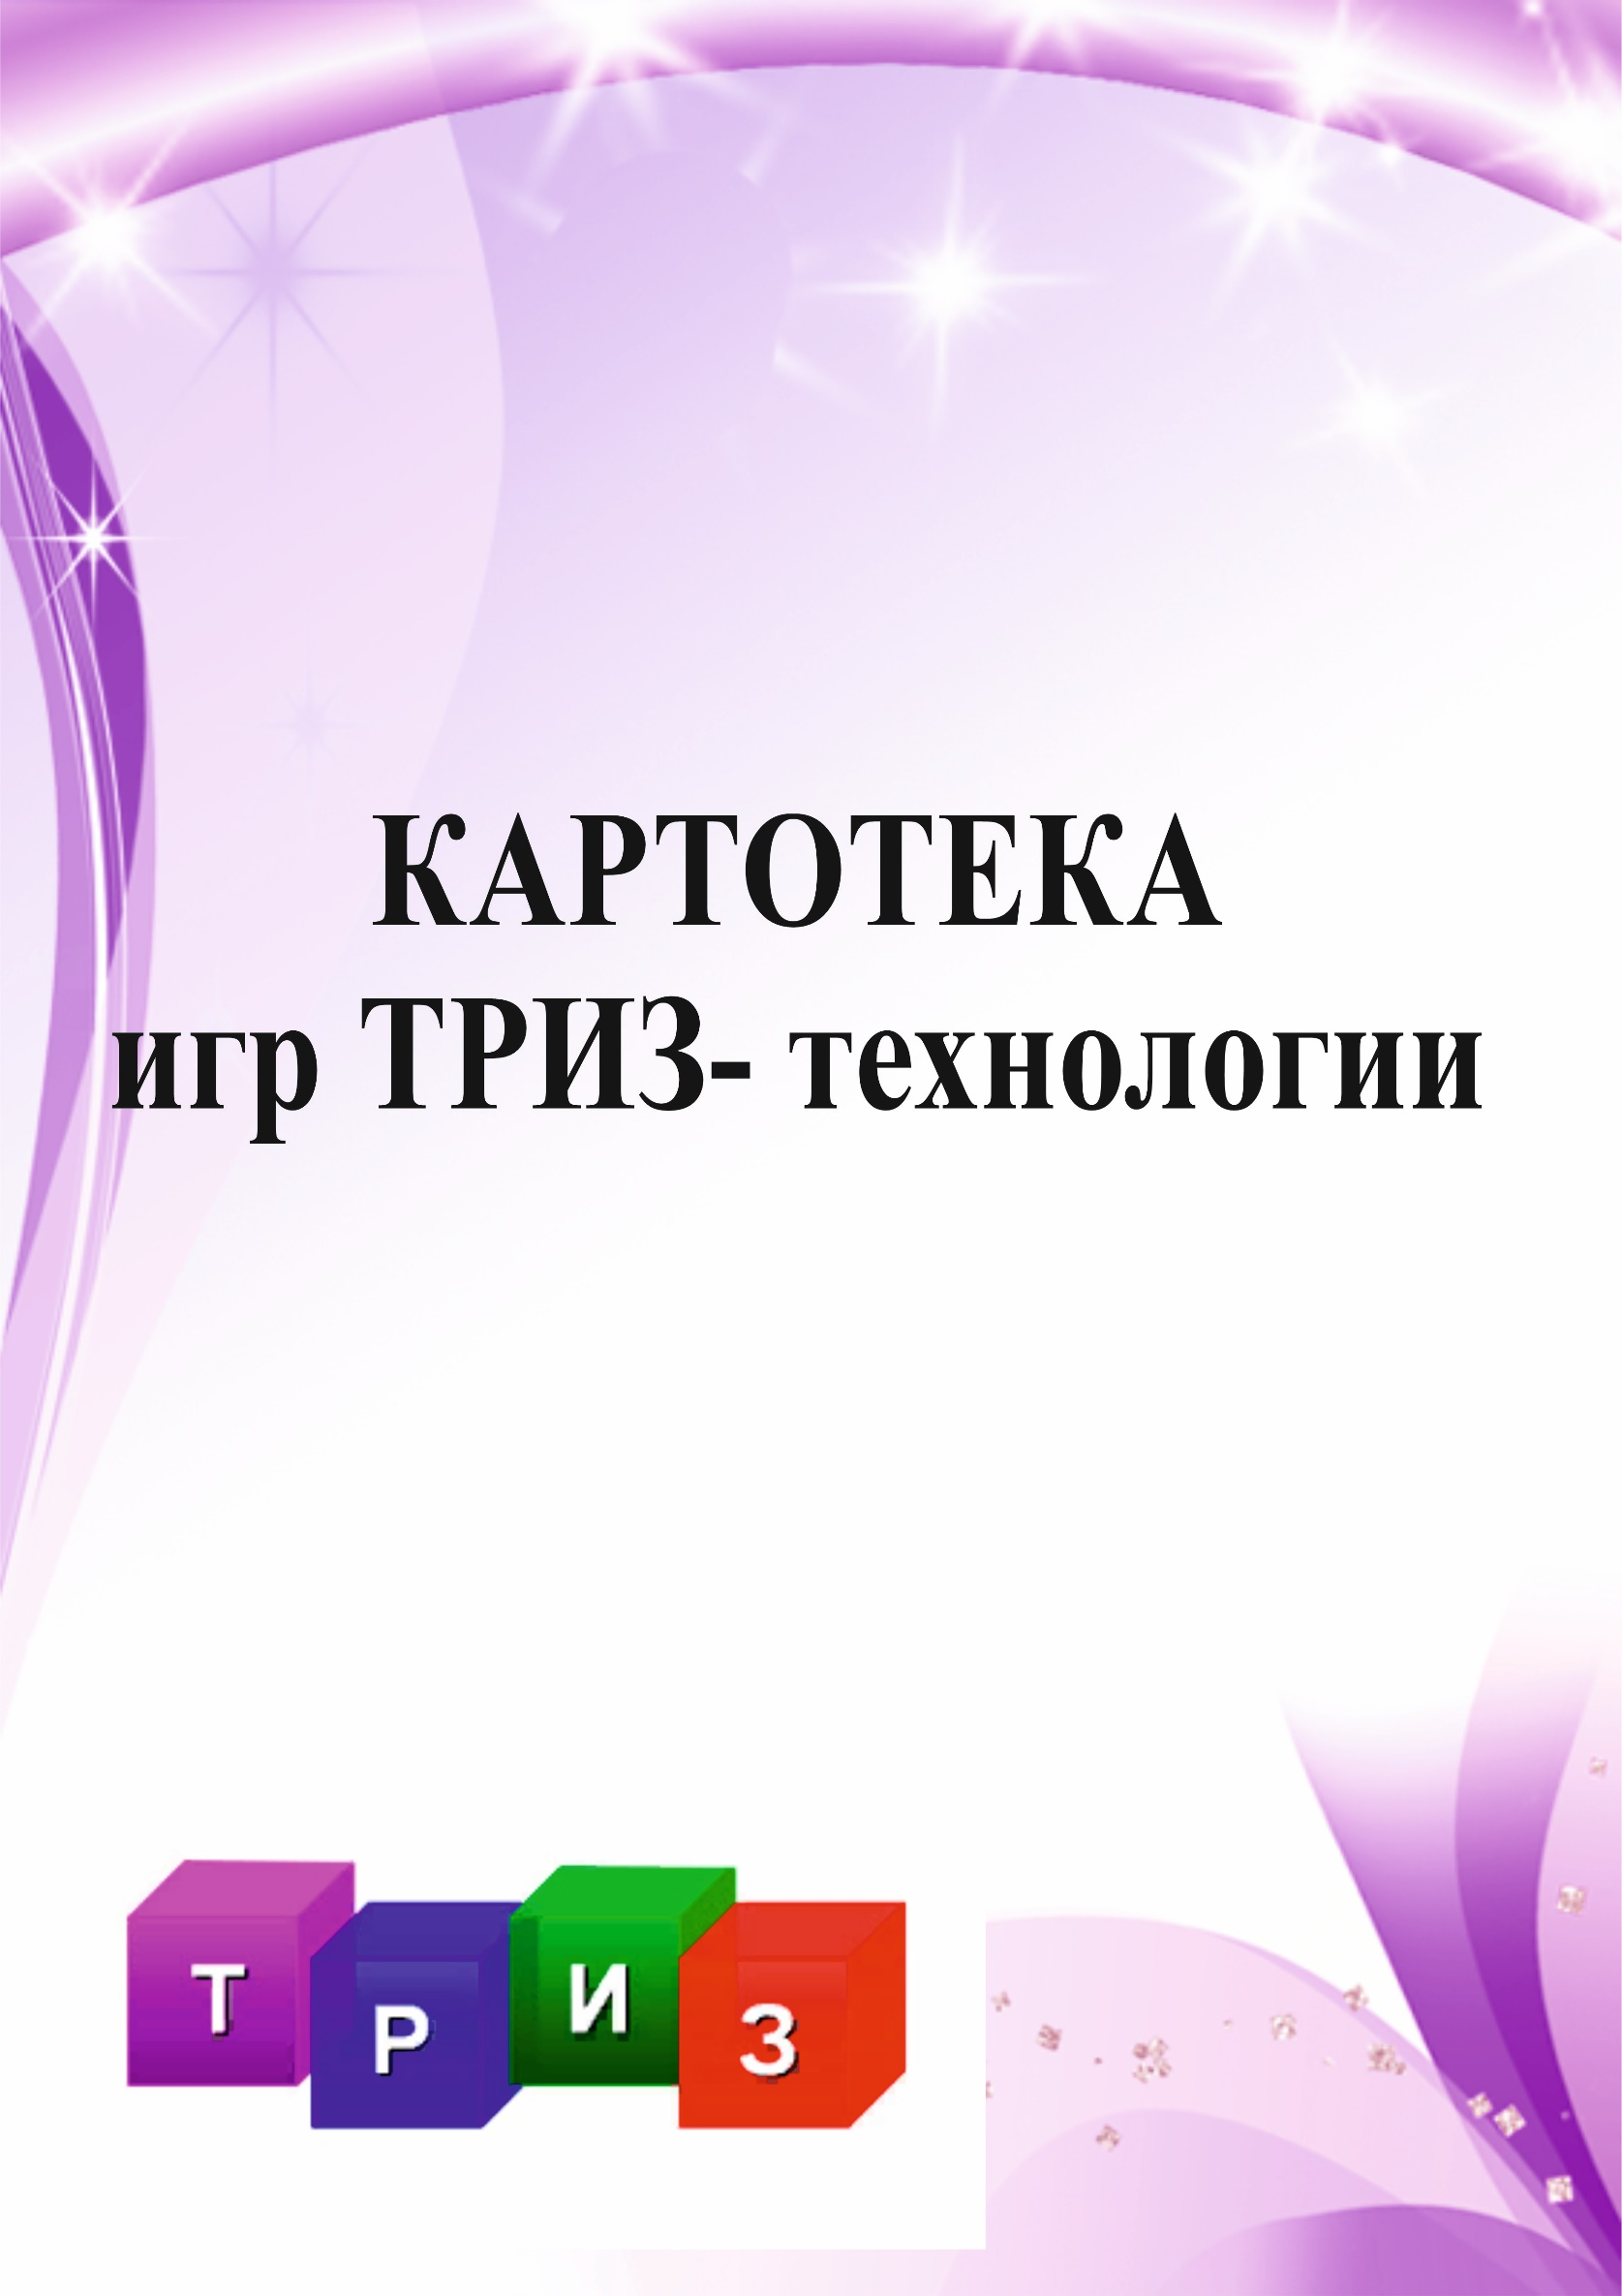 КАРТОТЕКА
игр ТРИЗ- технологии
Т Р И З